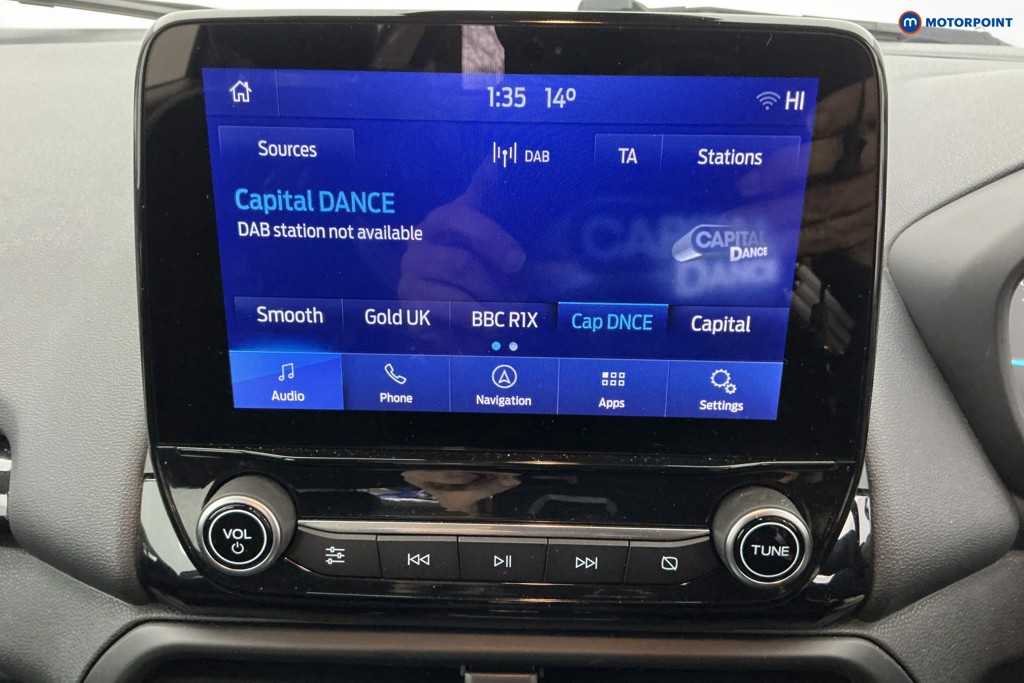 MOTORPOINT
1:35 14º HI
Sources DAB TA Stations
Capital DANCE
DAB station not available
CAPITAL
DANCE
Smooth Gold UK BBC R1X Cap DNCE Capital
Audio Phone Navigation Apps Settings
VOL TUNE